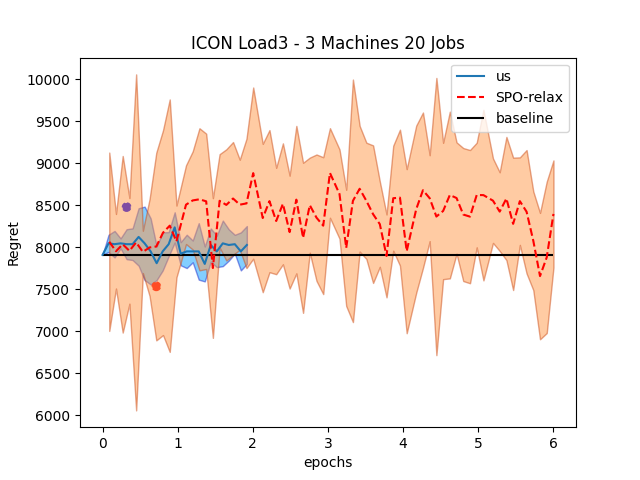 ICON Load3 - 3 Machines 20 Jobs
us
SPO-relax
baseline
Regret
10000
9500
9000
8500
8000
7500
7000
6500
6000
0 1 2 3 4 5 6
epochs